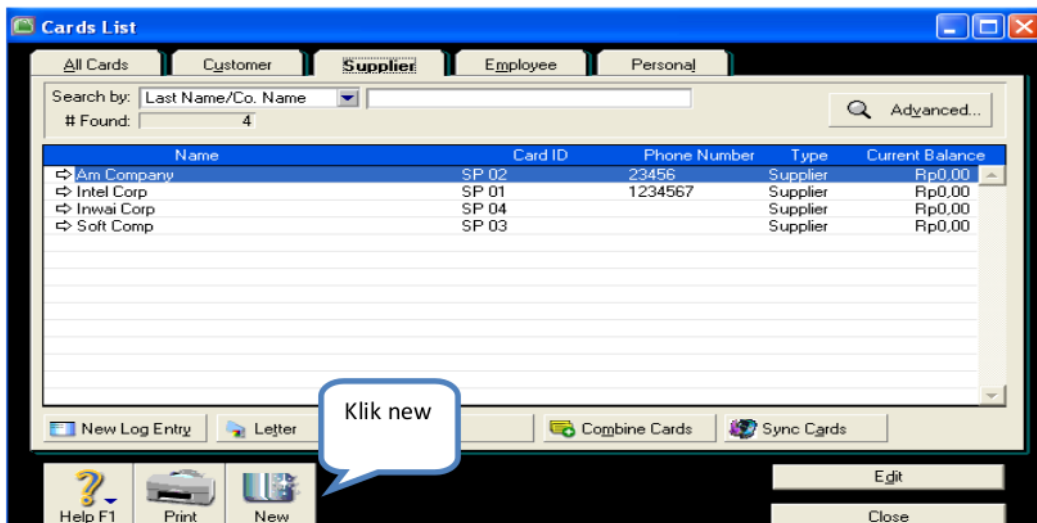 Cards List
All Cards Customer Supplier Employee Personal
Search by: Last Name/Co. Name
Advanced...
# Found: 4
Name Card ID Phone Number Type Current Balance
Am Company SP 02 23456 Supplier Rp0,00
Intel Corp SP 01 1234567 Supplier Rp0,00
Inwai Corp SP 04 Supplier Rp0,00
Soft Comp SP 03 Supplier Rp0,00
Klik new
New Log Entry Letter Combine Cards Sync Cards
Edit
Help F1 Print New Close